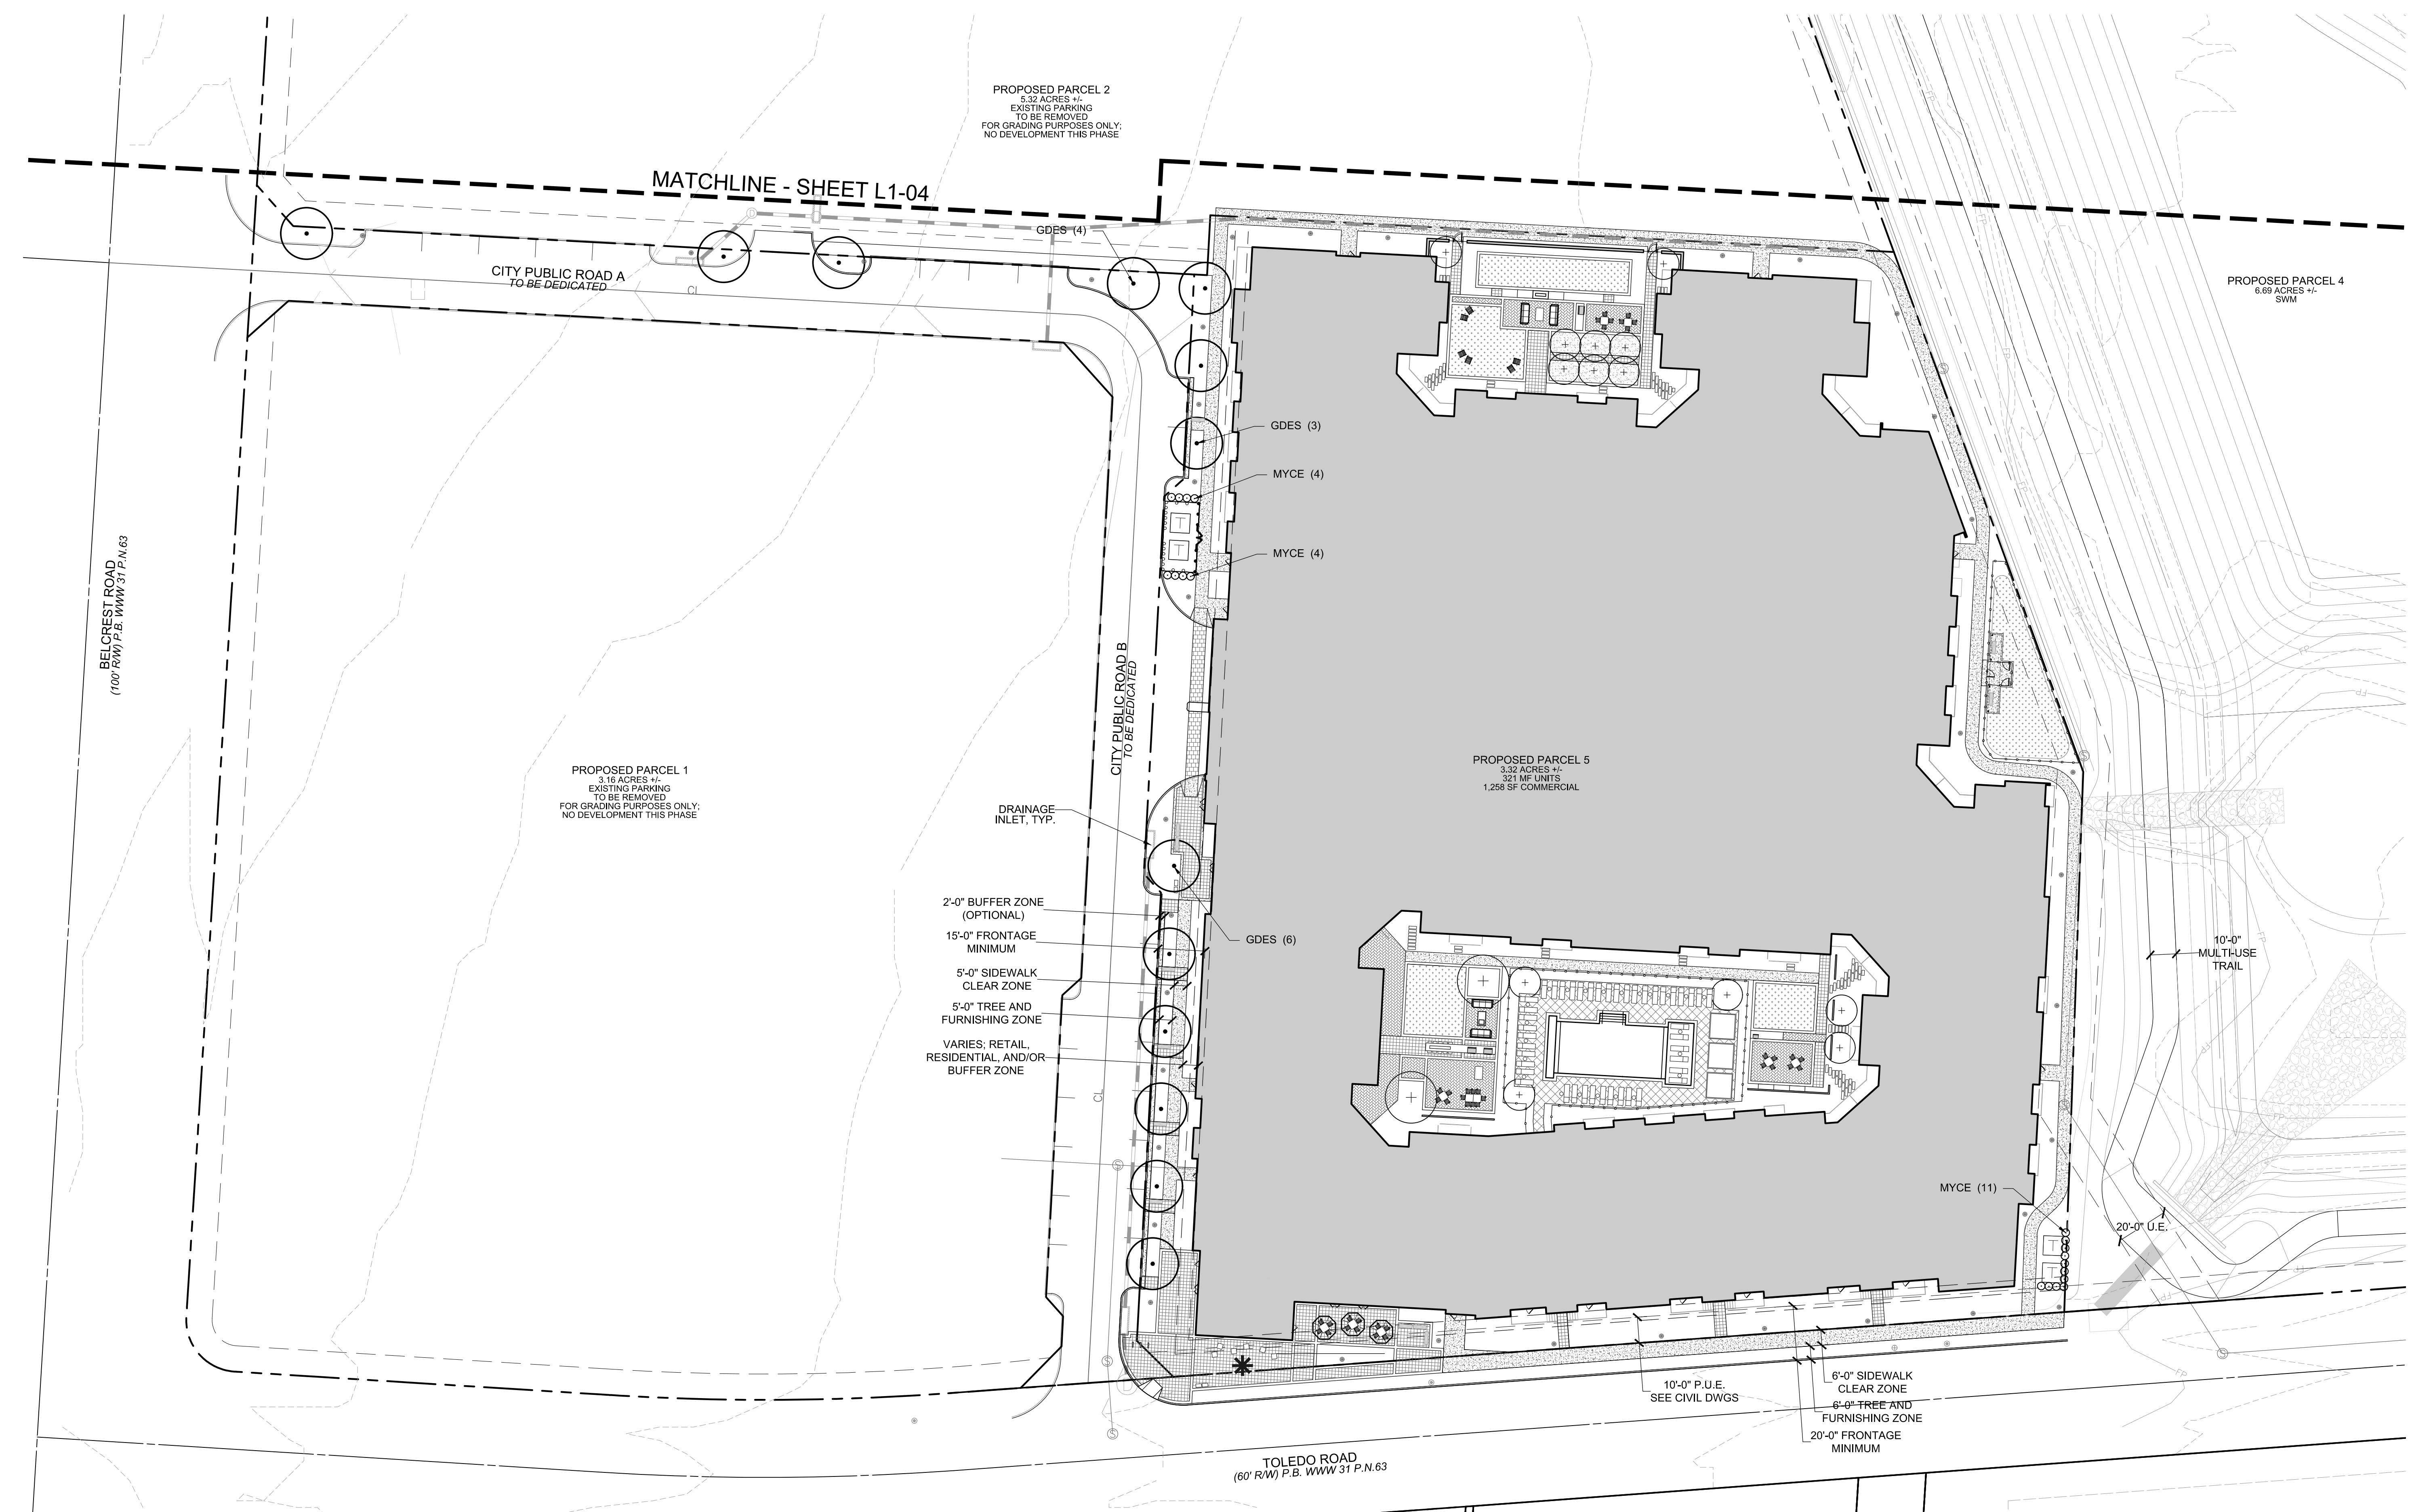 PROPOSED PARCEL 2
5.32 ACRES +/-
EXISTING PARKING
TO BE REMOVED
FOR GRADING PURPOSES ONLY;
NO DEVELOPMENT THIS PHASE
MATCHLINE - SHEET L1-04
GDES (4)
CITY PUBLIC ROAD A
TO BE DEDICATED
CL
PROPOSED PARCEL 4
6.69 ACRES +/-
SWM
GDES (3)
MYCE (4)
MYCE (4)
BELCREST ROAD
(100' R/W) P.B. WWW 31 P.N.63
CITY PUBLIC ROAD B
TO BE DEDICATED
PROPOSED PARCEL 1
3.16 ACRES +/-
EXISTING PARKING
TO BE REMOVED
FOR GRADING PURPOSES ONLY;
NO DEVELOPMENT THIS PHASE
PROPOSED PARCEL 5
3.32 ACRES +/-
321 MF UNITS
1,258 SF COMMERCIAL
DRAINAGE
INLET, TYP.
2'-0" BUFFER ZONE
(OPTIONAL)
15'-0" FRONTAGE
MINIMUM
GDES (6)
5'-0" SIDEWALK
CLEAR ZONE
5'-0" TREE AND
FURNISHING ZONE
VARIES; RETAIL,
RESIDENTIAL, AND/OR
BUFFER ZONE
CL
10'-0"
MULTI-USE
TRAIL
MYCE (11)
20'-0" U.E.
10'-0" P.U.E.
SEE CIVIL DWGS
6'-0" SIDEWALK
CLEAR ZONE
6'-0" TREE AND
FURNISHING ZONE
20'-0" FRONTAGE
MINIMUM
TOLEDO ROAD
(60' R/W) P.B. WWW 31 P.N.63